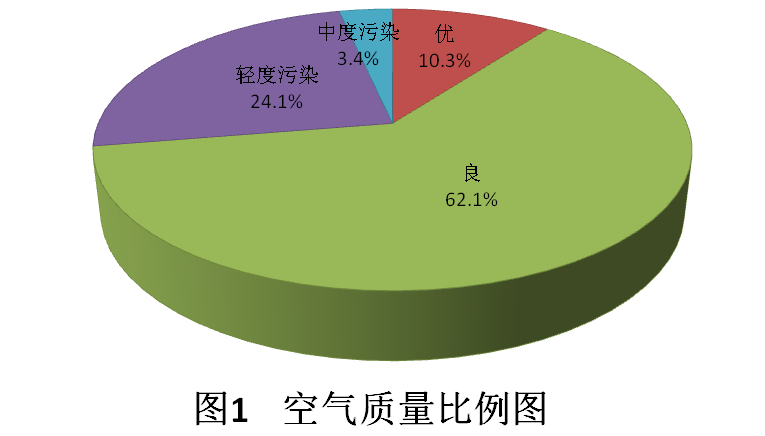 中度污染
3.4%
优
10.3%
轻度污染
24.1%
良
62.1%
图1 空气质量比例图